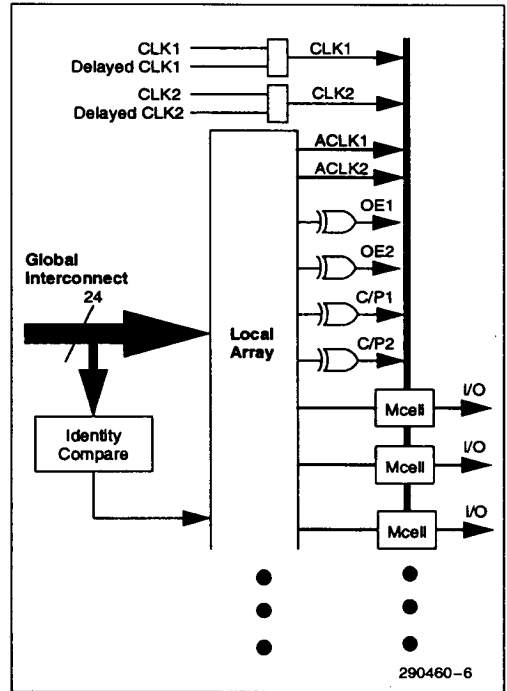 CLK1
Delayed CLK1
CLK1
CLK2
Delayed CLK2
CLK2
ACLK1
ACLK2
OE1
OE2
C/P1
C/P2
Global
Interconnect
24
Local
Array
Identity
Compare
Mcell
I/O
Mcell
I/O
Mcell
I/O
290460-6